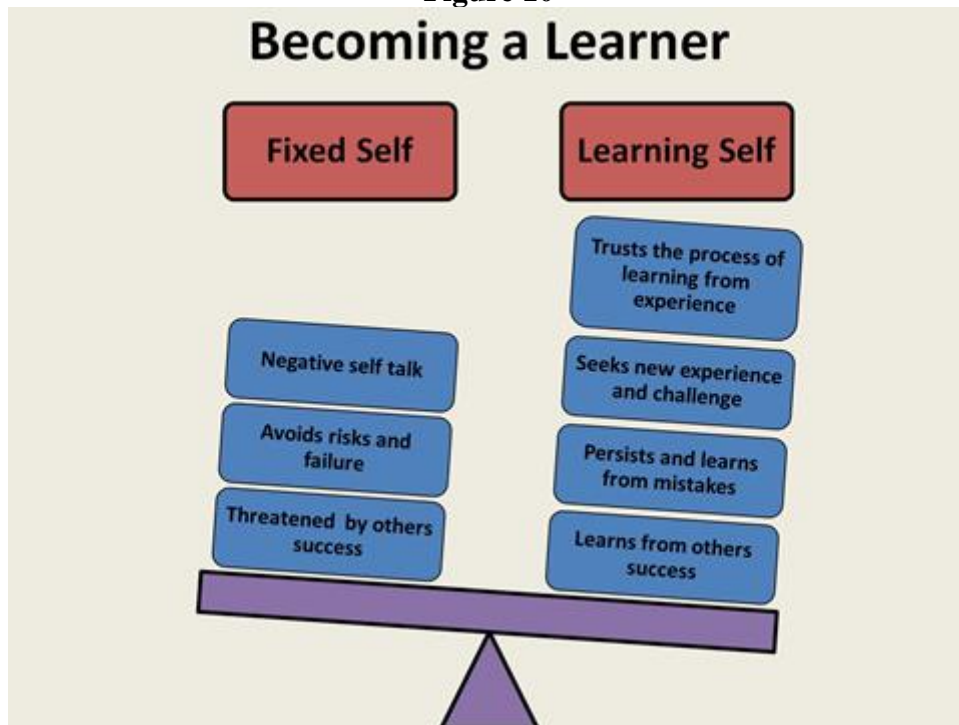 Becoming a Learner
Fixed Self
Learning Self
Trusts the process of
learning from
experience
Negative self talk
Seeks new experience
and challenge
Avoids risks and
failure
Persists and learns
from mistakes
Threatened by others
success
Learns from others
success